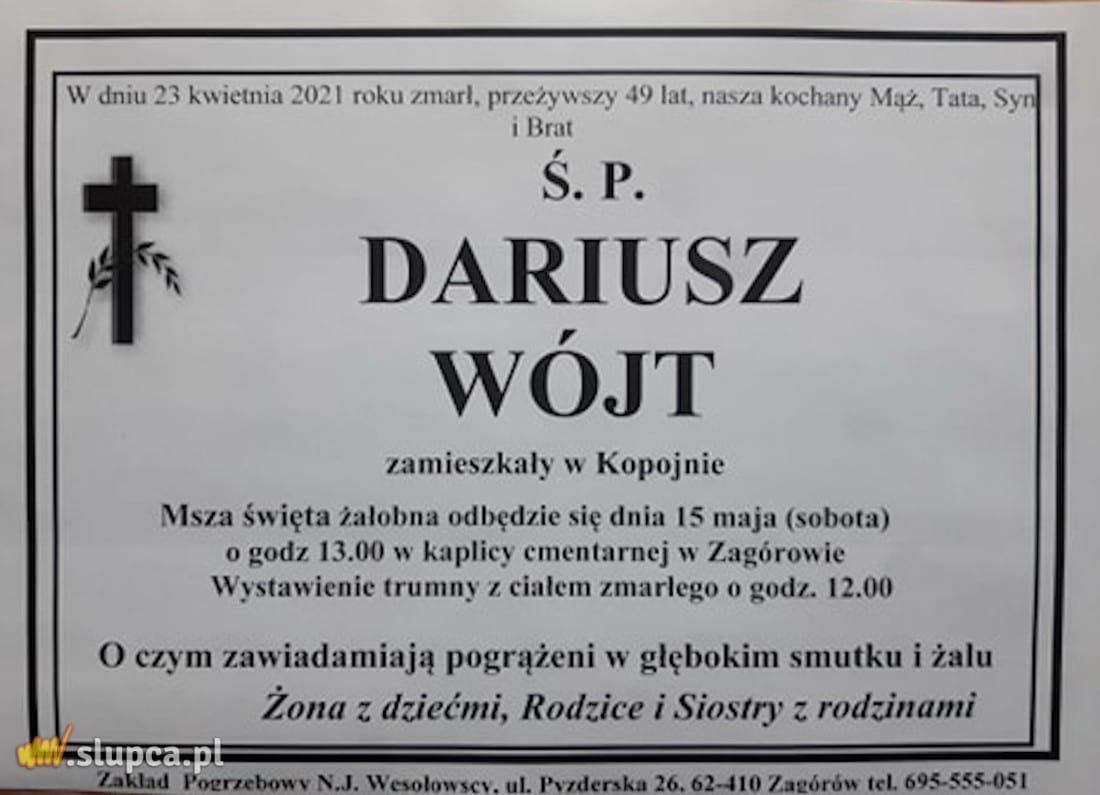 W dniu 23 kwietnia 2021 roku zmarł, przeżywszy 49 lat, nasza kochany Mąż, Tata, Syn
i Brat
Ś. P.
DARIUSZ
WÓJT
zamieszkały w Kopojnie
Msza święta żałobna odbędzie się dnia 15 maja (sobota)
o godz 13.00 w kaplicy cmentarnej w Zagórowie
Wystawienie trumny z ciałem zmarłego o godz. 12.00
O czym zawiadamiają pogrążeni w głębokim smutku i żalu
Żona z dziećmi, Rodzice i Siostry z rodzinami
.slupca.pl
Zakład Pogrzebowy N.J. Wesołowscy, ul. Pyzderska 26, 62-410 Zagórów tel. 695-555-051